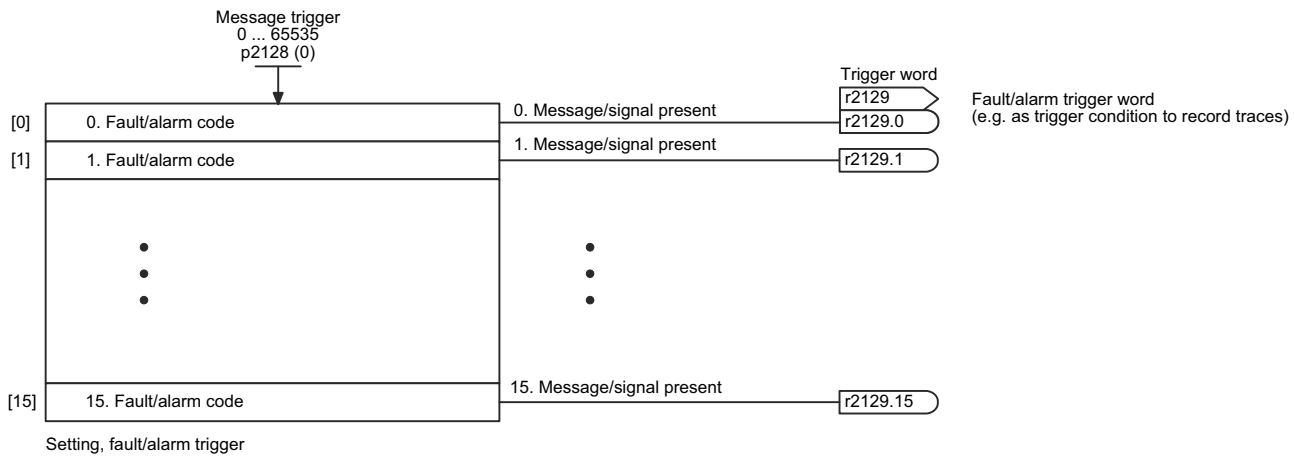 Message trigger
0 ... 65535
p2128 (0)
Trigger word
r2129
Fault/alarm trigger word
(e.g. as trigger condition to record traces)
[0]
0. Fault/alarm code
0. Message/signal present
r2129.0
[1]
1. Fault/alarm code
1. Message/signal present
r2129.1
[15]
15. Fault/alarm code
15. Message/signal present
r2129.15
Setting, fault/alarm trigger